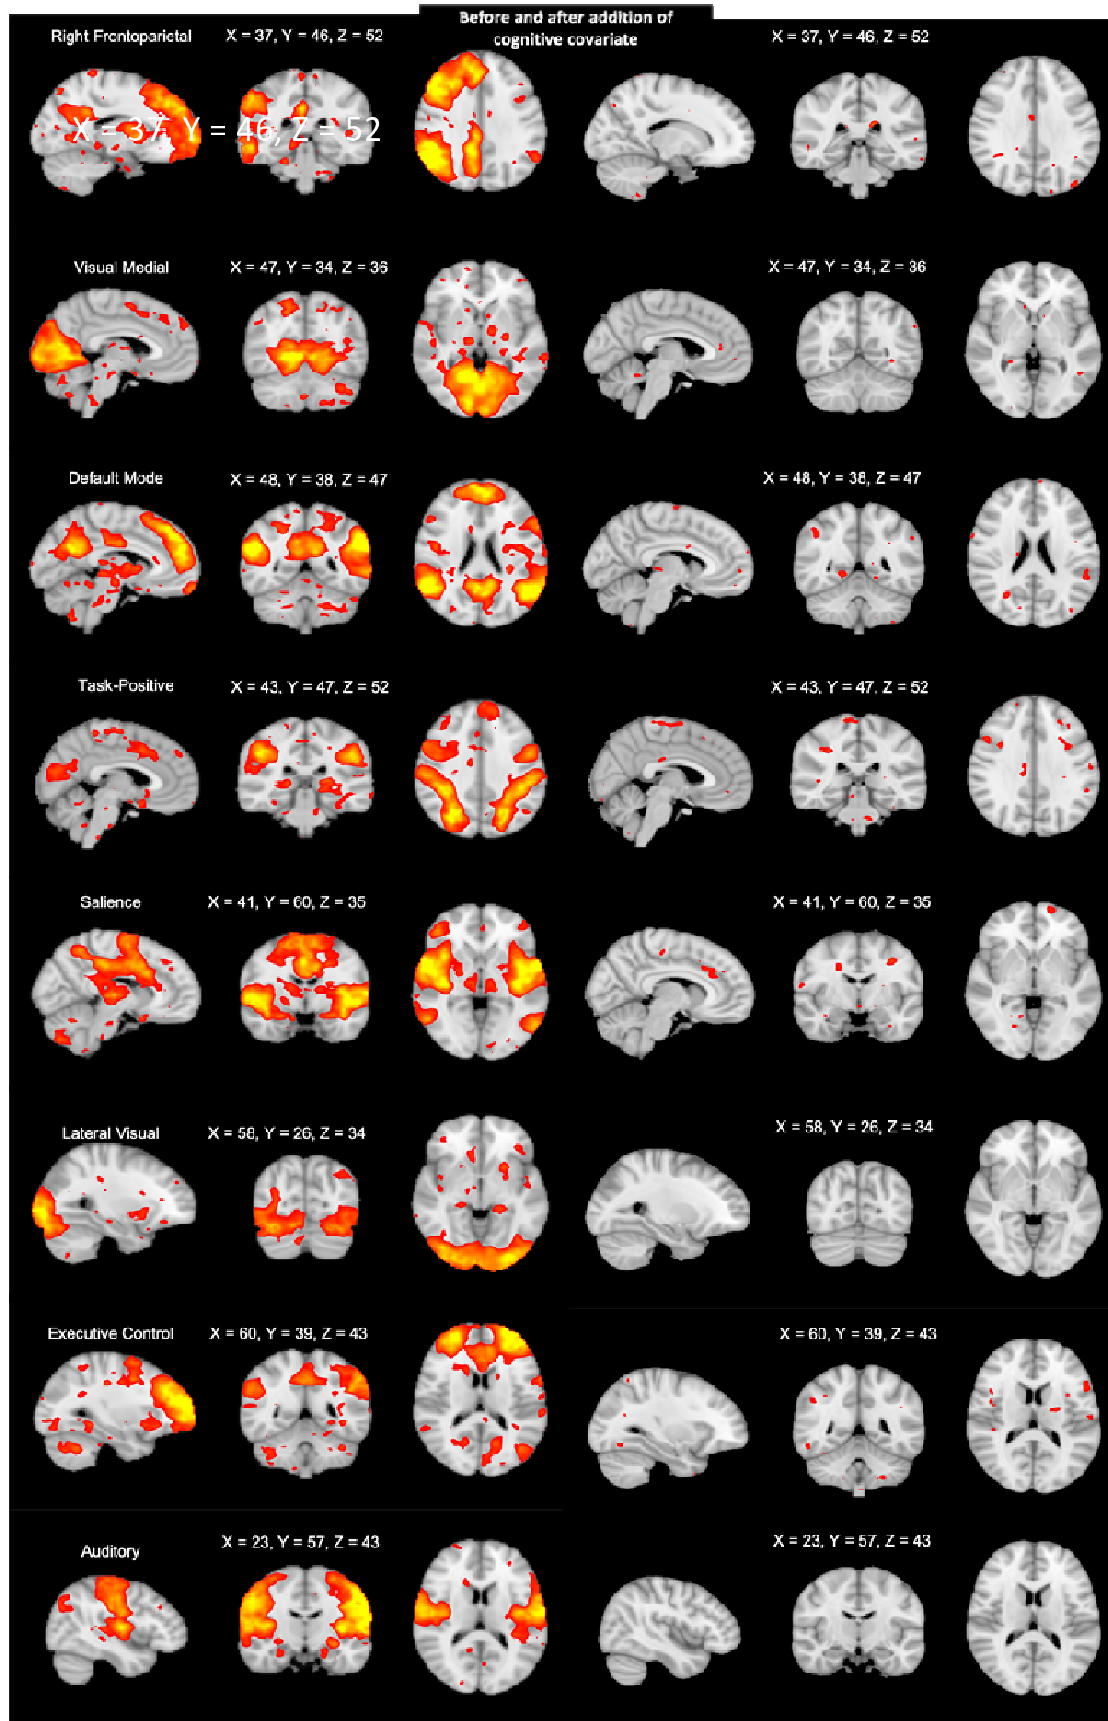 Before and after addition of
cognitive covariate
Right Frontoparietal X = 37, Y = 46, Z = 52 X = 37, Y = 46, Z = 52
X = 37, Y = 46, Z = 52
Visual Medial X = 47, Y = 34, Z = 36 X = 47, Y = 34, Z = 36
Default Mode X = 48, Y = 38, Z = 47 X = 48, Y = 38, Z = 47
Task-Positive X = 43, Y = 47, Z = 52 X = 43, Y = 47, Z = 52
Salience X = 41, Y = 60, Z = 35 X = 41, Y = 60, Z = 35
Lateral Visual X = 58, Y = 26, Z = 34 X = 58, Y = 26, Z = 34
Executive Control X = 60, Y = 39, Z = 43 X = 60, Y = 39, Z = 43
Auditory X = 23, Y = 57, Z = 43 X = 23, Y = 57, Z = 43